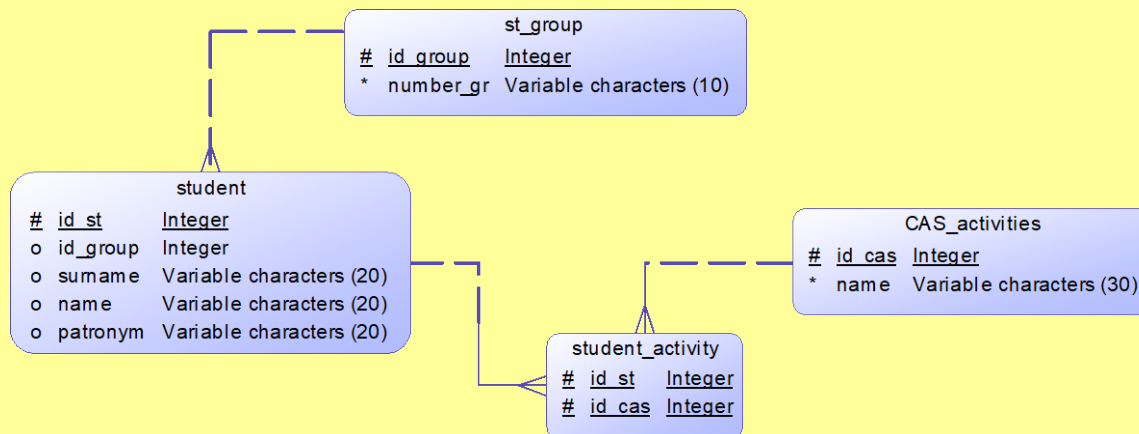 st_group
# id_group Integer
* number_gr Variable characters (10)
student
# id_st Integer
o id_group Integer
o surname Variable characters (20)
o name Variable characters (20)
o patronym Variable characters (20)
CAS_activities
# id_cas Integer
* name Variable characters (30)
student_activity
# id_st Integer
# id_cas Integer